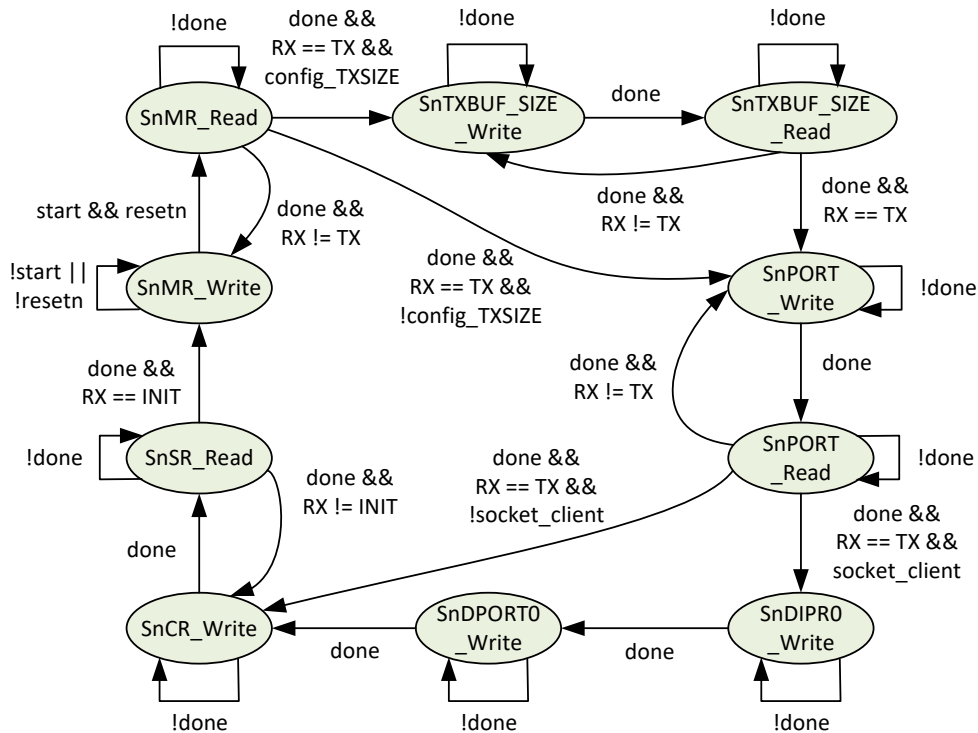 !done
done &&
RX == TX &&
config_TXSIZE
!done
!done
SnMR_Read
SnTXBUF_SIZE
_Write
done
SnTXBUF_SIZE
_Read
start && resetn
done &&
RX != TX
done &&
RX != TX
done &&
RX == TX
!start ||
!resetn
SnMR_Write
done &&
RX == TX &&
!config_TXSIZE
SnPORT
_Write
!done
done &&
RX == INIT
done &&
RX != TX
done
!done
SnSR_Read
done &&
RX != INIT
done &&
RX == TX &&
!socket_client
SnPORT
_Read
!done
done
done &&
RX == TX &&
socket_client
SnCR_Write
done
SnDPORT0
_Write
done
SnDIPR0
_Write
!done
!done
!done